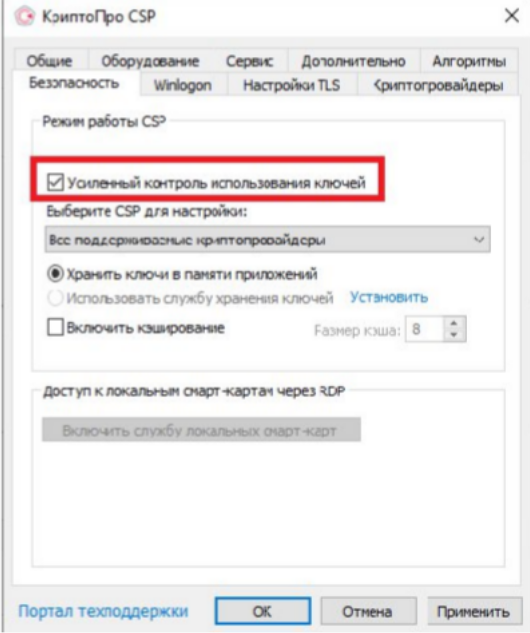 КриптоПро CSP
Общие Оборудование Сервис Дополнительно Алгоритмы
Безопасность Winlogon Настройки TLS Криптопровайдеры
Режим работы CSP
Усиленный контроль использования ключей
Выберите CSP для настройки:
Все поддерживаемые криптопровайдеры
Хранить ключи в памяти приложений
Использовать службу хранения ключей Установить
Включить кэширование Размер кэша: 8
Доступ к локальным смарт-картам через RDP
Включить службу локальных смарт-карт
Портал техподдержки ОК Отмена Применить